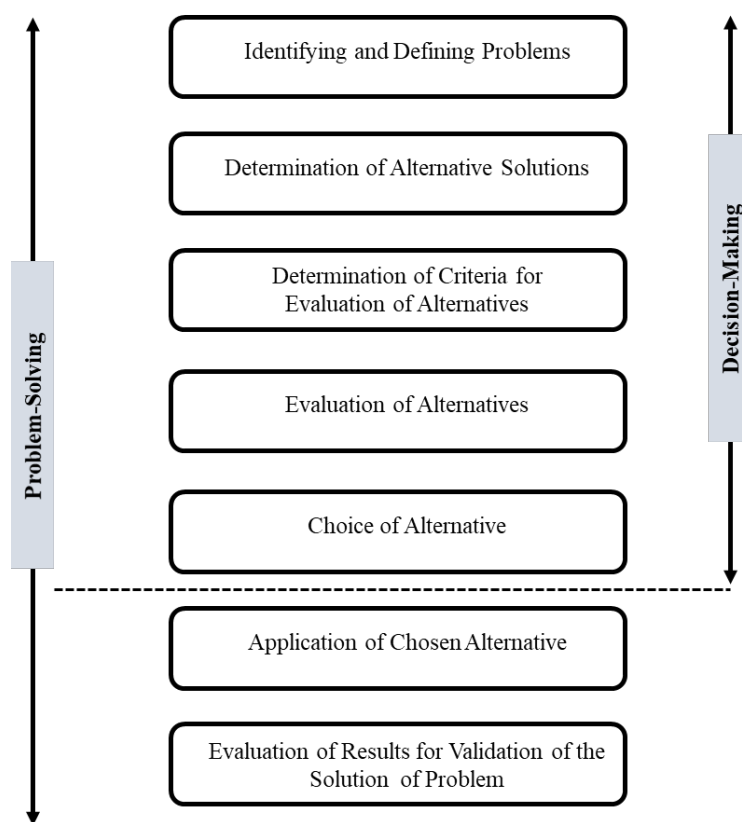 Identifying and Defining Problems
Determination of Alternative Solutions
Determination of Criteria for
Evaluation of Alternatives
Evaluation of Alternatives
Choice of Alternative
Application of Chosen Alternative
Evaluation of Results for Validation of the
Solution of Problem
Problem-Solving
Decision-Making